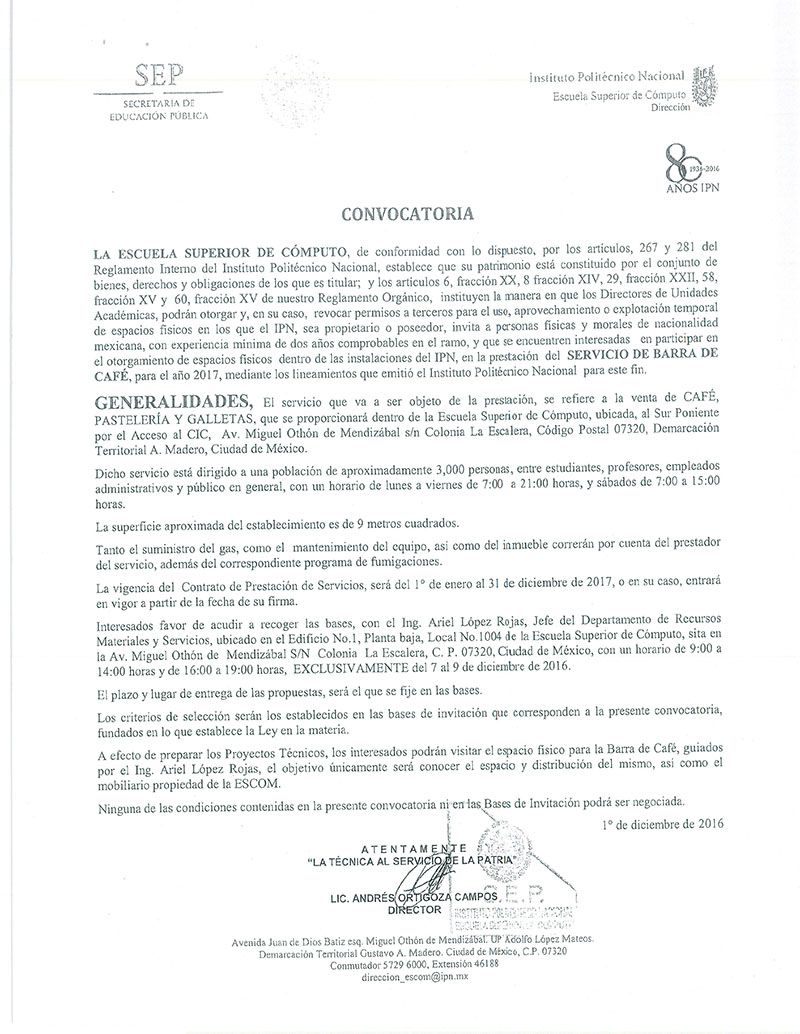 SEP
SECRETARÍA DE
EDUCACIÓN PÚBLICA
Instituto Politécnico Nacional
Escuela Superior de Cómputo
Dirección
80
1936-2016
AÑOS IPN
CONVOCATORIA
LA ESCUELA SUPERIOR DE CÓMPUTO, de conformidad con lo dispuesto, por los artículos, 267 y 281 del
Reglamento Interno del Instituto Politécnico Nacional, establece que su patrimonio está constituido por el conjunto de
bienes, derechos y obligaciones de los que es titular; y los artículos 6, fracción XX, 8 fracción XIV, 29, fracción XXII, 58,
fracción XV y 60, fracción XV de nuestro Reglamento Orgánico, instituyen la manera en que los Directores de Unidades
Académicas, podrán otorgar y, en su caso, revocar permisos a terceros para el uso, aprovechamiento o explotación temporal
de espacios físicos en los que el IPN, sea propietario o poseedor, invita a personas físicas y morales de nacionalidad
mexicana, con experiencia mínima de dos años comprobables en el ramo, y que se encuentren interesadas en participar en
el otorgamiento de espacios físicos dentro de las instalaciones del IPN, en la prestación del SERVICIO DE BARRA DE
CAFÉ, para el año 2017, mediante los lineamientos que emitió el Instituto Politécnico Nacional para este fin.
GENERALIDADES, El servicio que va a ser objeto de la prestación, se refiere a la venta de CAFÉ,
PASTELERÍA Y GALLETAS, que se proporcionará dentro de la Escuela Superior de Cómputo, ubicada, al Sur Poniente
por el Acceso al CIC, Av. Miguel Othón de Mendizábal s/n Colonia La Escalera, Código Postal 07320, Demarcación
Territorial A. Madero, Ciudad de México.
Dicho servicio está dirigido a una población de aproximadamente 3,000 personas, entre estudiantes, profesores, empleados
administrativos y público en general, con un horario de lunes a viernes de 7:00 a 21:00 horas, y sábados de 7:00 a 15:00
horas.
La superficie aproximada del establecimiento es de 9 metros cuadrados.
Tanto el suministro del gas, como el mantenimiento del equipo, así como del inmueble correrán por cuenta del prestador
del servicio, además del correspondiente programa de fumigaciones.
La vigencia del Contrato de Prestación de Servicios, será del 1° de enero al 31 de diciembre de 2017, o en su caso, entrará
en vigor a partir de la fecha de su firma.
Interesados favor de acudir a recoger las bases, con el Ing. Ariel López Rojas, Jefe del Departamento de Recursos
Materiales y Servicios, ubicado en el Edificio No.1, Planta baja, Local No.1004 de la Escuela Superior de Cómputo, sita en
la Av. Miguel Othón de Mendizábal S/N Colonia La Escalera, C. P. 07320, Ciudad de México, con un horario de 9:00 a
14:00 horas y de 16:00 a 19:00 horas, EXCLUSIVAMENTE del 7 al 9 de diciembre de 2016.
El plazo y lugar de entrega de las propuestas, será el que se fije en las bases.
Los criterios de selección serán los establecidos en las bases de invitación que corresponden a la presente convocatoria,
fundados en lo que establece la Ley en la materia.
A efecto de preparar los Proyectos Técnicos, los interesados podrán visitar el espacio físico para la Barra de Café, guiados
por el Ing. Ariel López Rojas, el objetivo únicamente será conocer el espacio y distribución del mismo, así como el
mobiliario propiedad de la ESCOM.
Ninguna de las condiciones contenidas en la presente convocatoria ni en las Bases de Invitación podrá ser negociada.
1° de diciembre de 2016
ATENTAMENTE
"LA TÉCNICA AL SERVICIO DE LA PATRIA"
LIC. ANDRÉS ORTIGOZA CAMPOS
DIRECTOR
S.E.P.
INSTITUTO POLITÉCNICO NACIONAL
ESCUELA SUPERIOR DE CÓMPUTO
Avenida Juan de Dios Batiz esq. Miguel Othón de Mendizábal. UP Adolfo López Mateos.
Demarcación Territorial Gustavo A. Madero. Ciudad de México, C.P. 07320
Conmutador 5729 6000, Extensión 46188
direccion_escom@ipn.mx